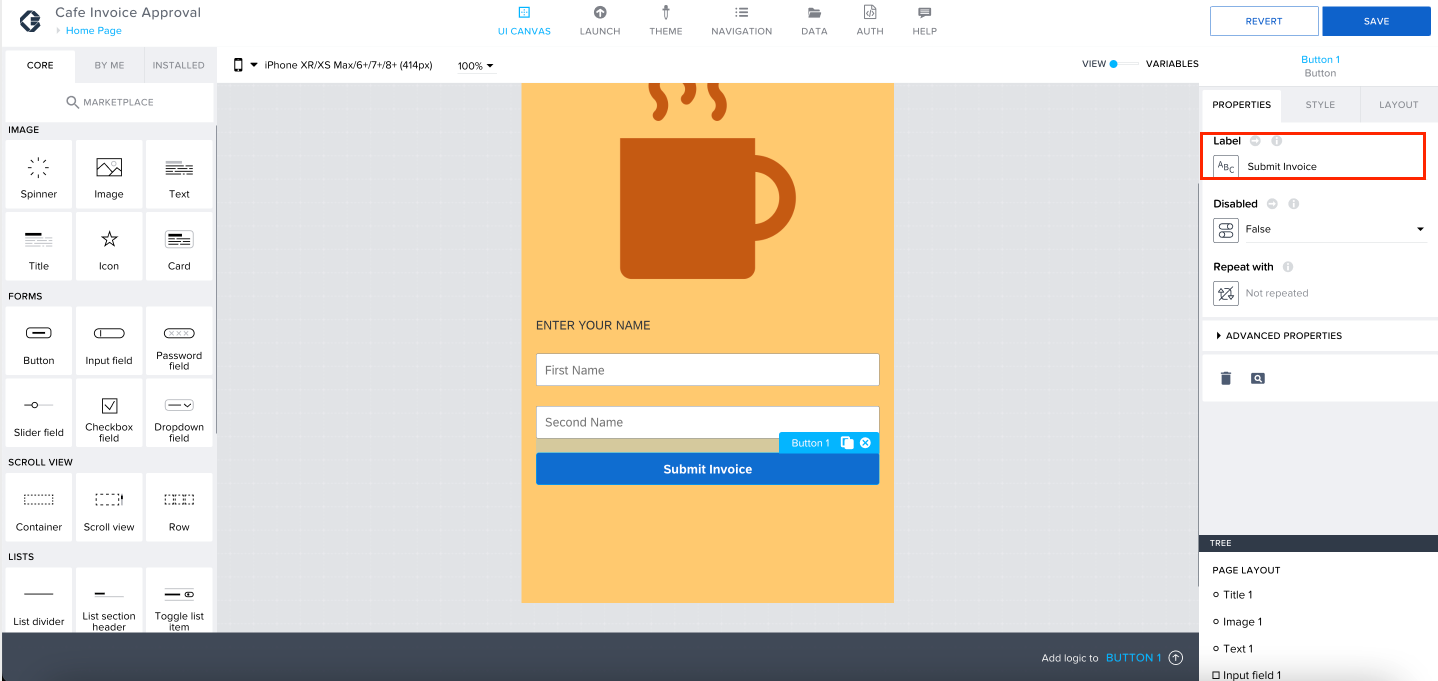 Cafe Invoice Approval
› Home Page
UI CANVAS
LAUNCH
THEME
NAVIGATION
DATA
AUTH
HELP
REVERT
SAVE
CORE
BY ME
INSTALLED
MARKETPLACE
IMAGE
Spinner
Image
Text
Title
Icon
Card
FORMS
Button
Input field
Password
field
Slider field
Checkbox
field
Dropdown
field
SCROLL VIEW
Container
Scroll view
Row
LISTS
List divider
List section
header
Toggle list
item
iPhone XR/XS Max/6+/7+/8+ (414px)
100%
VIEW
VARIABLES
ENTER YOUR NAME
First Name
Second Name
Button 1
Submit Invoice
Add logic to BUTTON 1
Button 1
Button
PROPERTIES
STYLE
LAYOUT
Label
ABC
Submit Invoice
Disabled
False
Repeat with
Not repeated
ADVANCED PROPERTIES
TREE
PAGE LAYOUT
Title 1
Image 1
Text 1
Input field 1